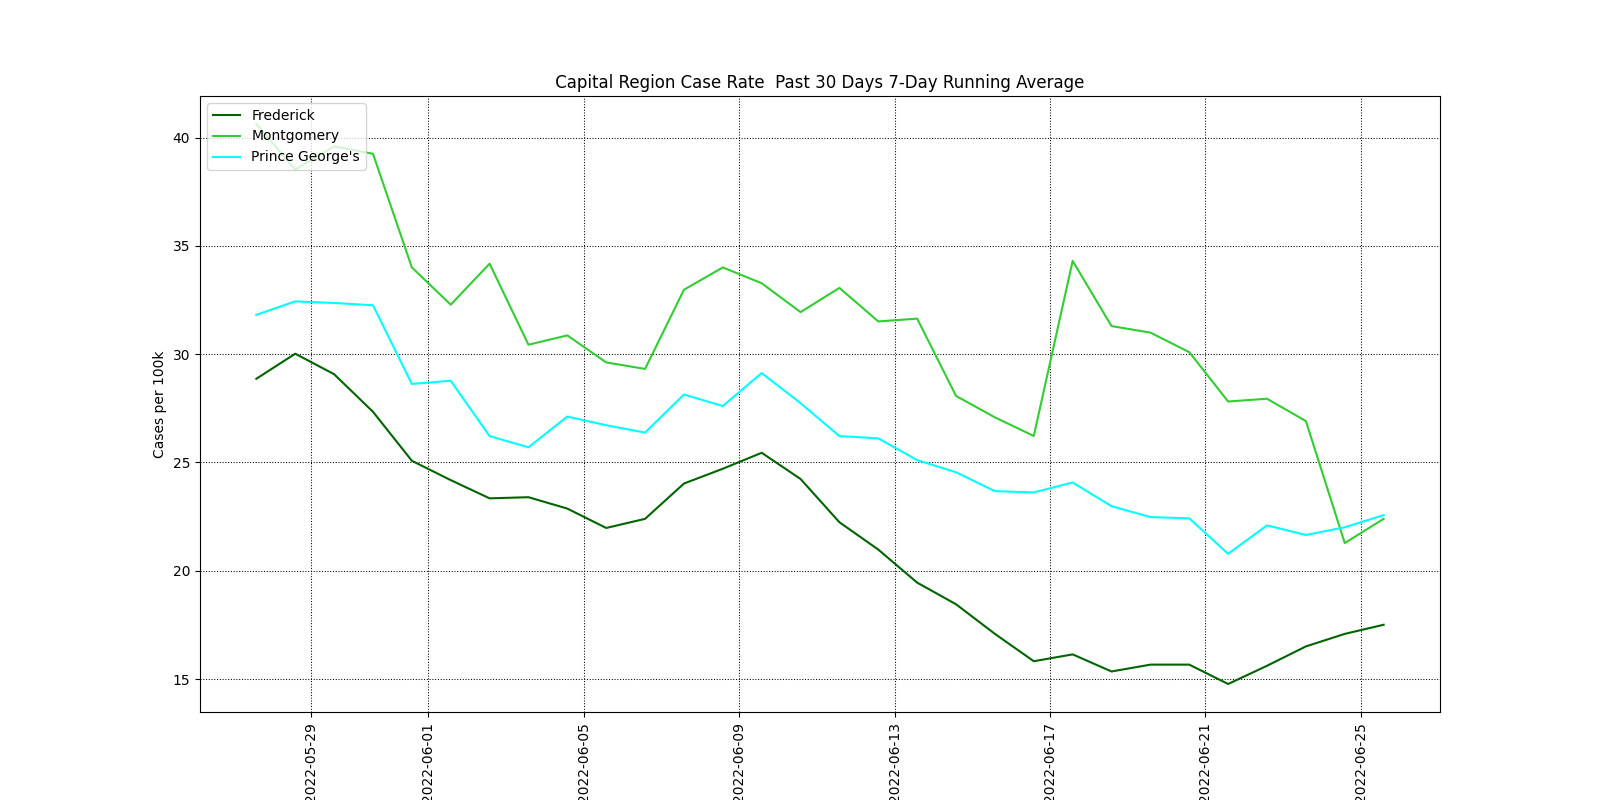 Capital Region Case Rate  Past 30 Days 7-Day Running Average
Frederick
Montgomery
Prince George's
Cases per 100k
40
35
30
25
20
15
2022-05-29
2022-06-01
2022-06-05
2022-06-09
2022-06-13
2022-06-17
2022-06-21
2022-06-25